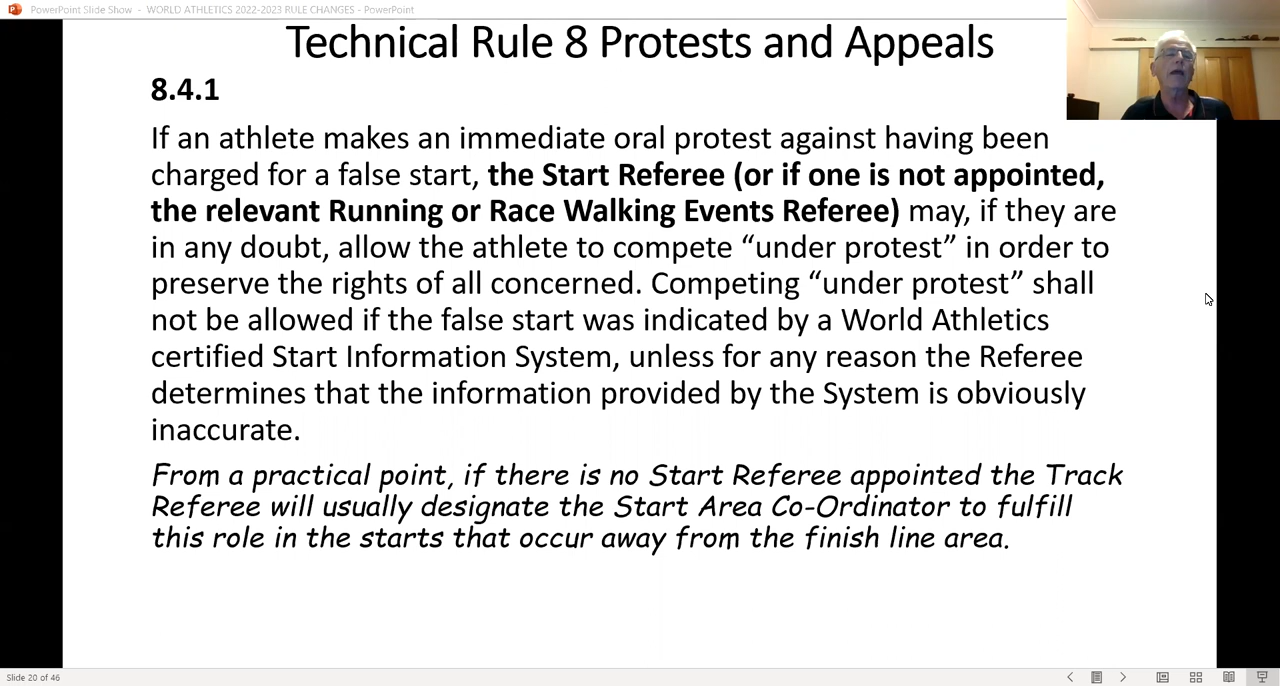 PowerPoint Slide Show - WORLD ATHLETICS 2022-2023 RULE CHANGES - PowerPoint
Technical Rule 8 Protests and Appeals
8.4.1
If an athlete makes an immediate oral protest against having been
charged for a false start, the Start Referee (or if one is not appointed,
the relevant Running or Race Walking Events Referee) may, if they are
in any doubt, allow the athlete to compete “under protest” in order to
preserve the rights of all concerned. Competing “under protest” shall
not be allowed if the false start was indicated by a World Athletics
certified Start Information System, unless for any reason the Referee
determines that the information provided by the System is obviously
inaccurate.
From a practical point, if there is no Start Referee appointed the Track
Referee will usually designate the Start Area Co-Ordinator to fulfill
this role in the starts that occur away from the finish line area.
Slide 20 of 46